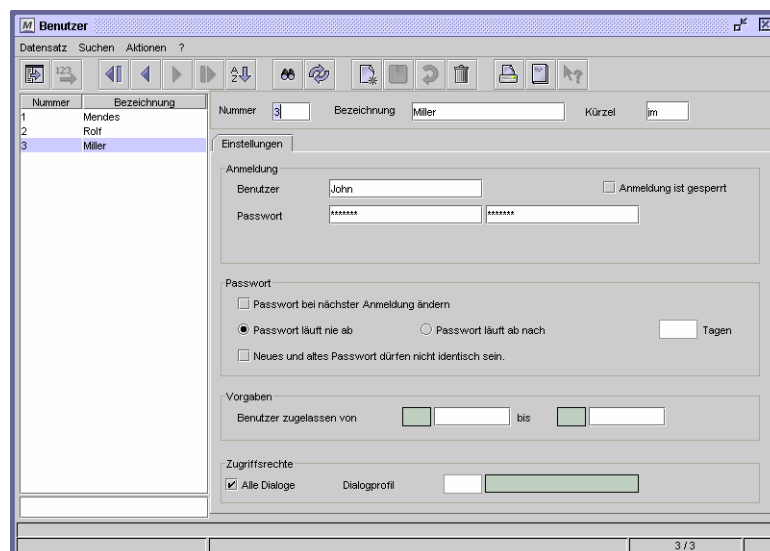 M Benutzer
Datensatz Suchen Aktionen ?
123 A Z ?
Nummer Bezeichnung
1 Mendes
2 Rolf
3 Miller
Nummer 3 Bezeichnung Miller Kürzel jm
Einstellungen
Anmeldung
Benutzer John Anmeldung ist gesperrt
Passwort ******* *******
Passwort
Passwort bei nächster Anmeldung ändern
Passwort läuft nie ab Passwort läuft ab nach Tagen
Neues und altes Passwort dürfen nicht identisch sein.
Vorgaben
Benutzer zugelassen von bis
Zugriffsrechte
Alle Dialoge Dialogprofil
3 / 3